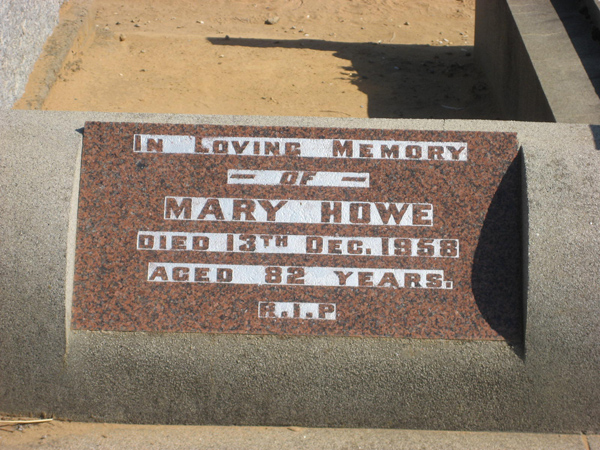 In Loving Memory
– OF –
MARY HOWE
DIED 13TH DEC. 1958
AGED 82 YEARS.
R.I.P